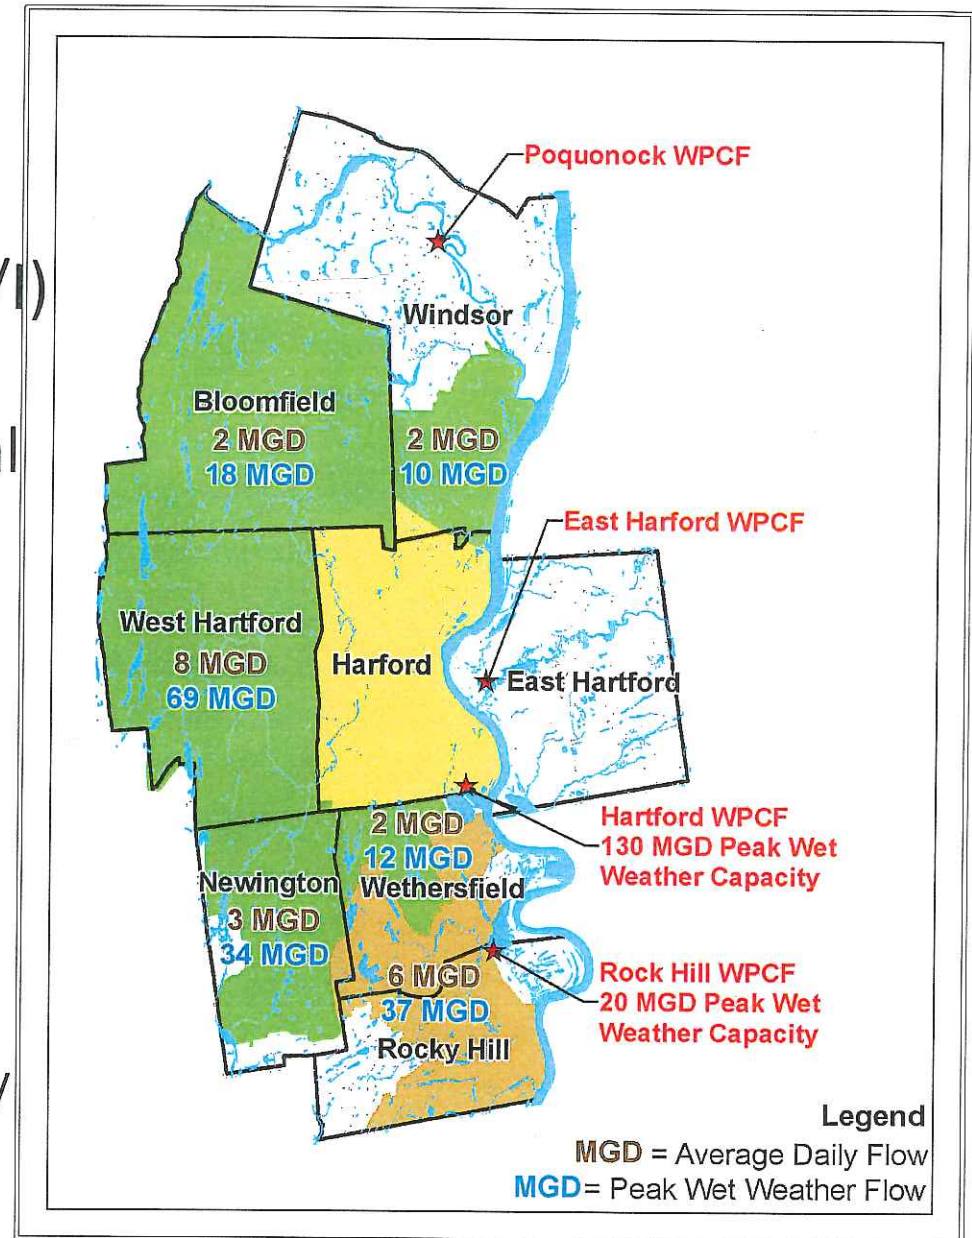 Poquonock WPCF
/I)
Windsor
Bloomfield
2 MGD
18 MGD
2 MGD
10 MGD
l
East Harford WPCF
West Hartford
8 MGD
69 MGD
Harford
East Hartford
Hartford WPCF
130 MGD Peak Wet
Weather Capacity
2 MGD
12 MGD
Wethersfield
Newington
3 MGD
34 MGD
Rock Hill WPCF
20 MGD Peak Wet
Weather Capacity
6 MGD
37 MGD
Rocky Hill
Legend
MGD = Average Daily Flow
MGD= Peak Wet Weather Flow